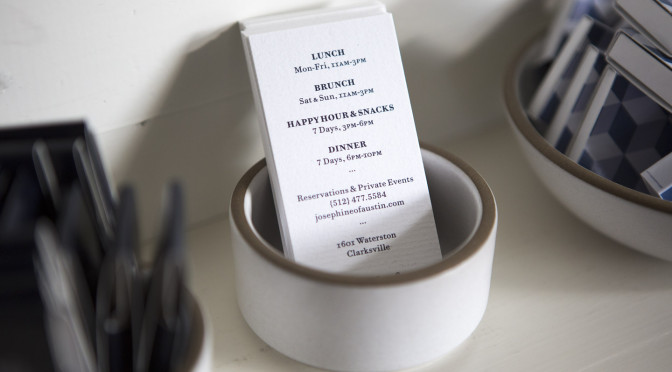 LUNCH
Mon-Fri, 11AM-3PM
BRUNCH
Sat & Sun, 11AM-3PM
HAPPY HOUR & SNACKS
7 Days, 3PM-6PM
DINNER
7 Days, 6PM-10PM
...
Reservations & Private Events
(512) 477.5584
josephineofaustin.com
...
1601 Waterston
Clarksville